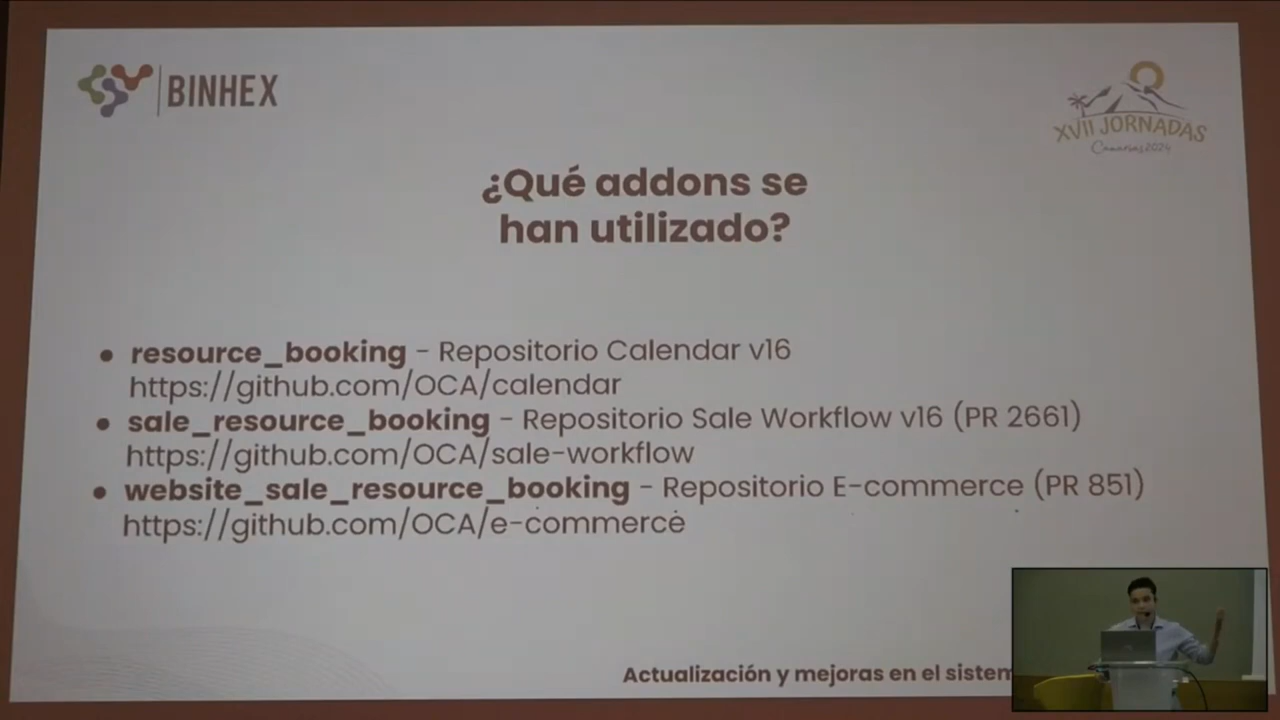 BINHEX
XVII JORNADAS
Canarias 2024
¿Qué addons se
han utilizado?
● resource_booking - Repositorio Calendar v16
https://github.com/OCA/calendar
● sale_resource_booking - Repositorio Sale Workflow v16 (PR 2661)
https://github.com/OCA/sale-workflow
● website_sale_resource_booking - Repositorio E-commerce (PR 851)
https://github.com/OCA/e-commerce
Actualización y mejoras en el sistem